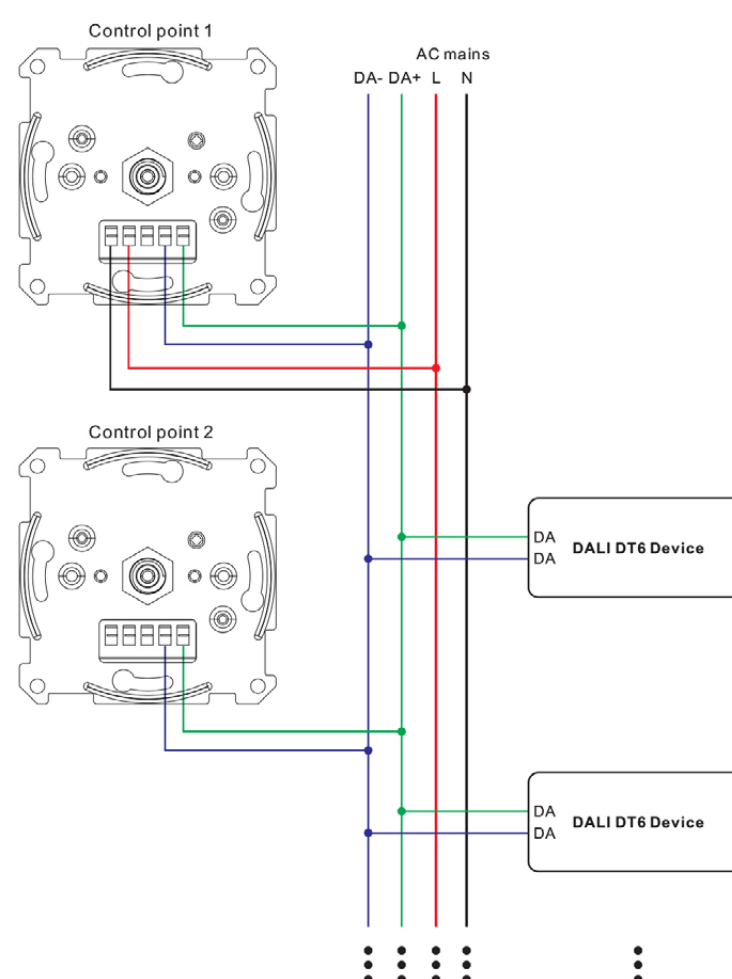 Control point 1
AC mains
DA- DA+ L N
Control point 2
DA
DALI DT6 Device
DA
DA
DALI DT6 Device
DA